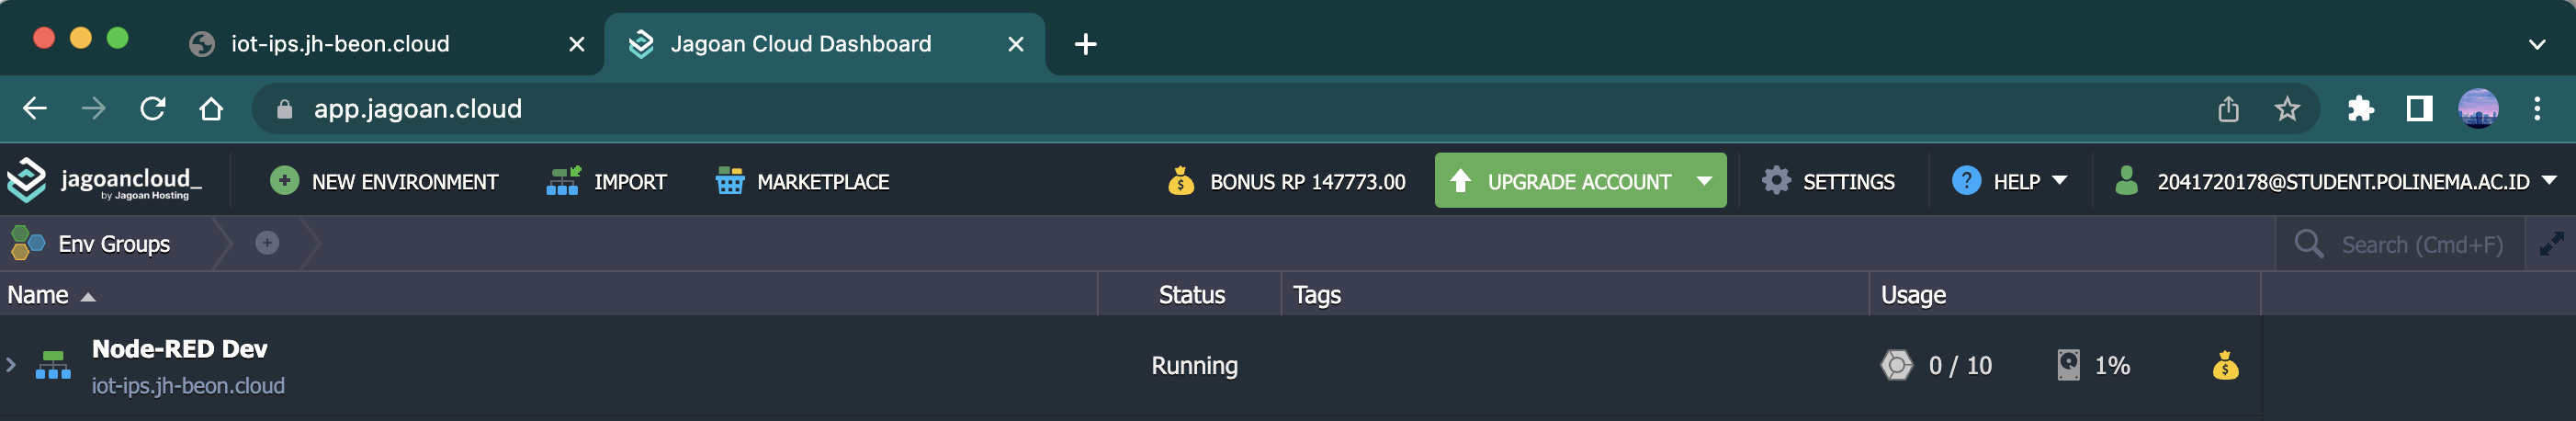 iot-ips.jh-beon.cloud
Jagoan Cloud Dashboard
app.jagoan.cloud
jagoancloud_
by Jagoan Hosting
NEW ENVIRONMENT
IMPORT
MARKETPLACE
BONUS RP 147773.00
UPGRADE ACCOUNT
SETTINGS
HELP
2041720178@STUDENT.POLINEMA.AC.ID
Env Groups
Search (Cmd+F)
Name
Status
Tags
Usage
Node-RED Dev
iot-ips.jh-beon.cloud
Running
0 / 10
1%